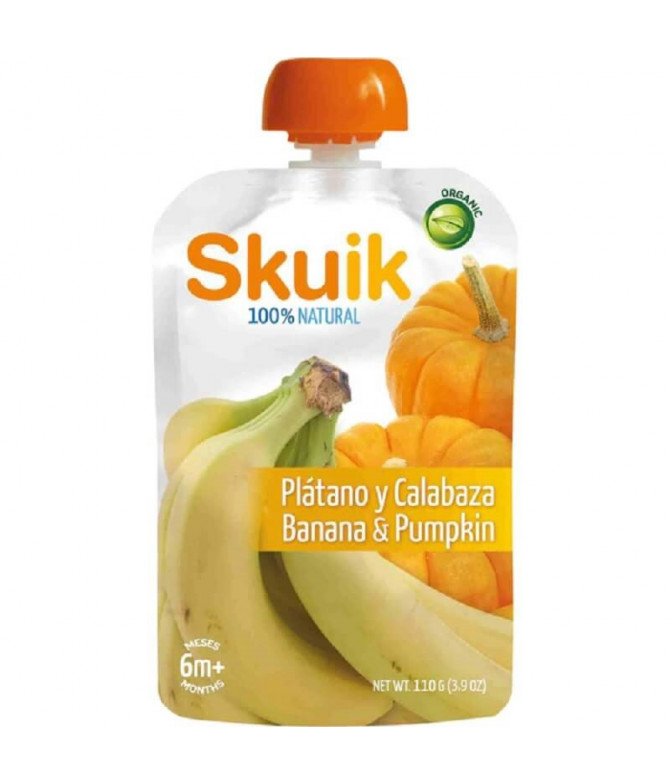 ORGANIC
Skuik
100% NATURAL
Plátano y Calabaza
Banana & Pumpkin
MESES
6m+
MONTHS
NET WT. 110 G (3.9 OZ)